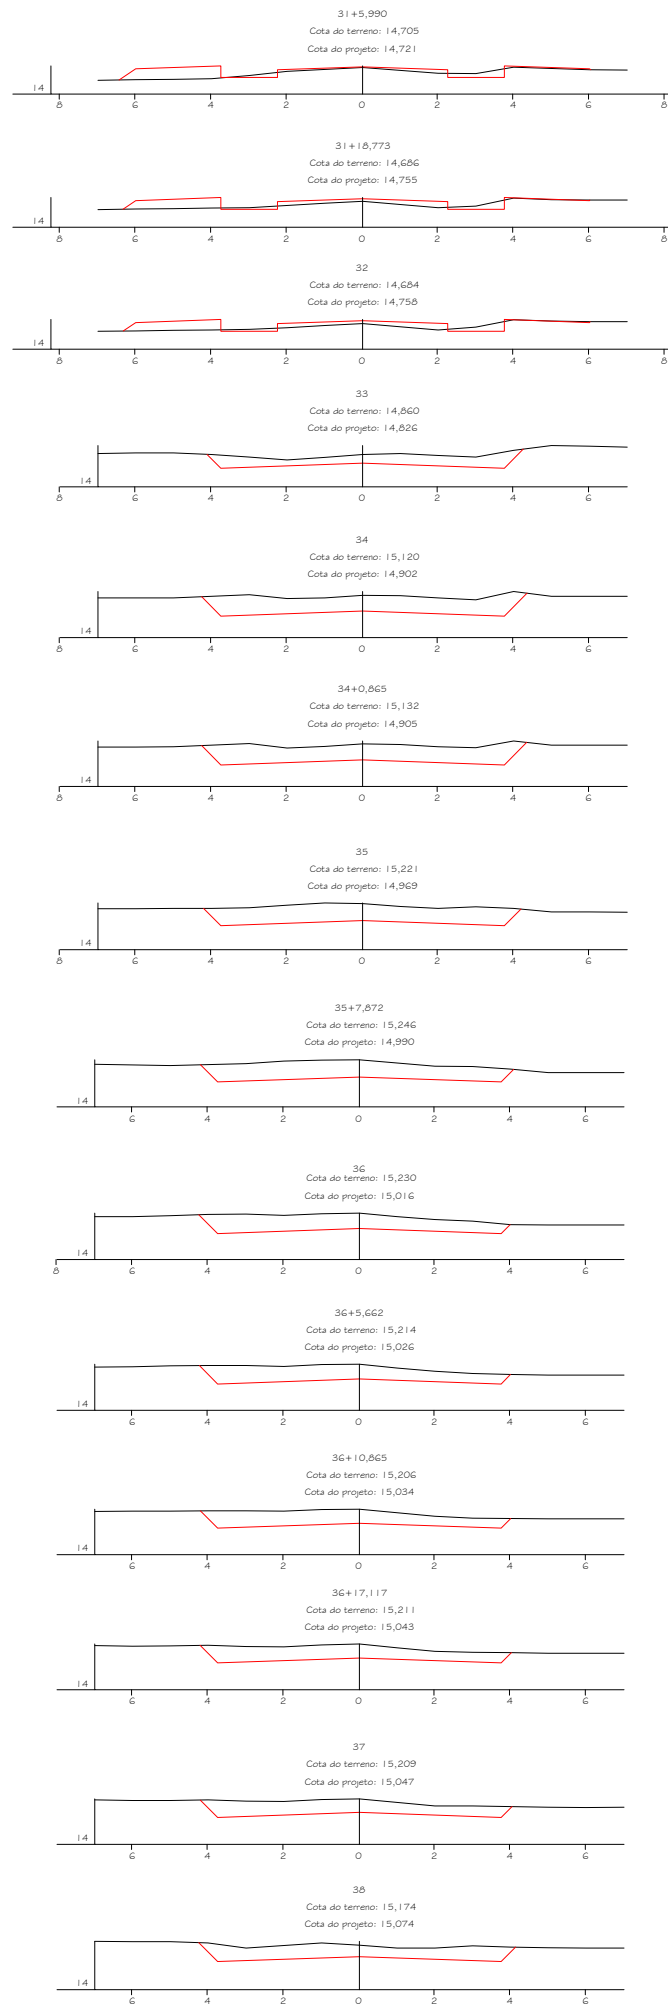 31+5,990
Cota do terreno: 14,705
Cota do projeto: 14,721
14
8 6 4 2 0 2 4 6 8
31+18,773
Cota do terreno: 14,686
Cota do projeto: 14,755
14
8 6 4 2 0 2 4 6 8
32
Cota do terreno: 14,684
Cota do projeto: 14,758
14
8 6 4 2 0 2 4 6 8
33
Cota do terreno: 14,860
Cota do projeto: 14,826
14
8 6 4 2 0 2 4 6
34
Cota do terreno: 15,120
Cota do projeto: 14,902
14
8 6 4 2 0 2 4 6
34+0,865
Cota do terreno: 15,132
Cota do projeto: 14,905
14
8 6 4 2 0 2 4 6
35
Cota do terreno: 15,221
Cota do projeto: 14,969
14
8 6 4 2 0 2 4 6
35+7,872
Cota do terreno: 15,246
Cota do projeto: 14,990
14
6 4 2 0 2 4 6
36
Cota do terreno: 15,230
Cota do projeto: 15,016
14
8 6 4 2 0 2 4 6
36+5,662
Cota do terreno: 15,214
Cota do projeto: 15,026
14
6 4 2 0 2 4 6
36+10,865
Cota do terreno: 15,206
Cota do projeto: 15,034
14
6 4 2 0 2 4 6
36+17,117
Cota do terreno: 15,211
Cota do projeto: 15,043
14
6 4 2 0 2 4 6
37
Cota do terreno: 15,209
Cota do projeto: 15,047
14
6 4 2 0 2 4 6
38
Cota do terreno: 15,174
Cota do projeto: 15,074
14
6 4 2 0 2 4 6